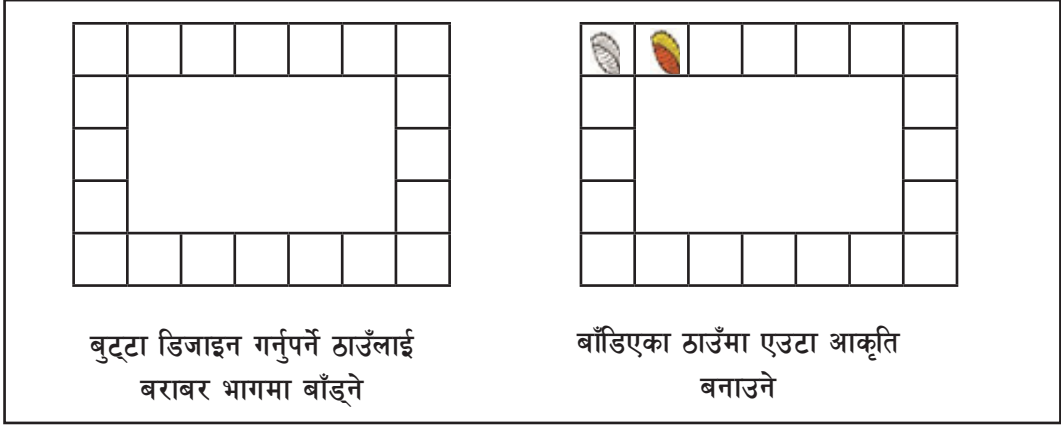 बुट्टा डिजाइन गर्नुपर्ने ठाउँलाई
बराबर भागमा बाँड्ने
बाँडिएका ठाउँमा एउटा आकृति
बनाउने